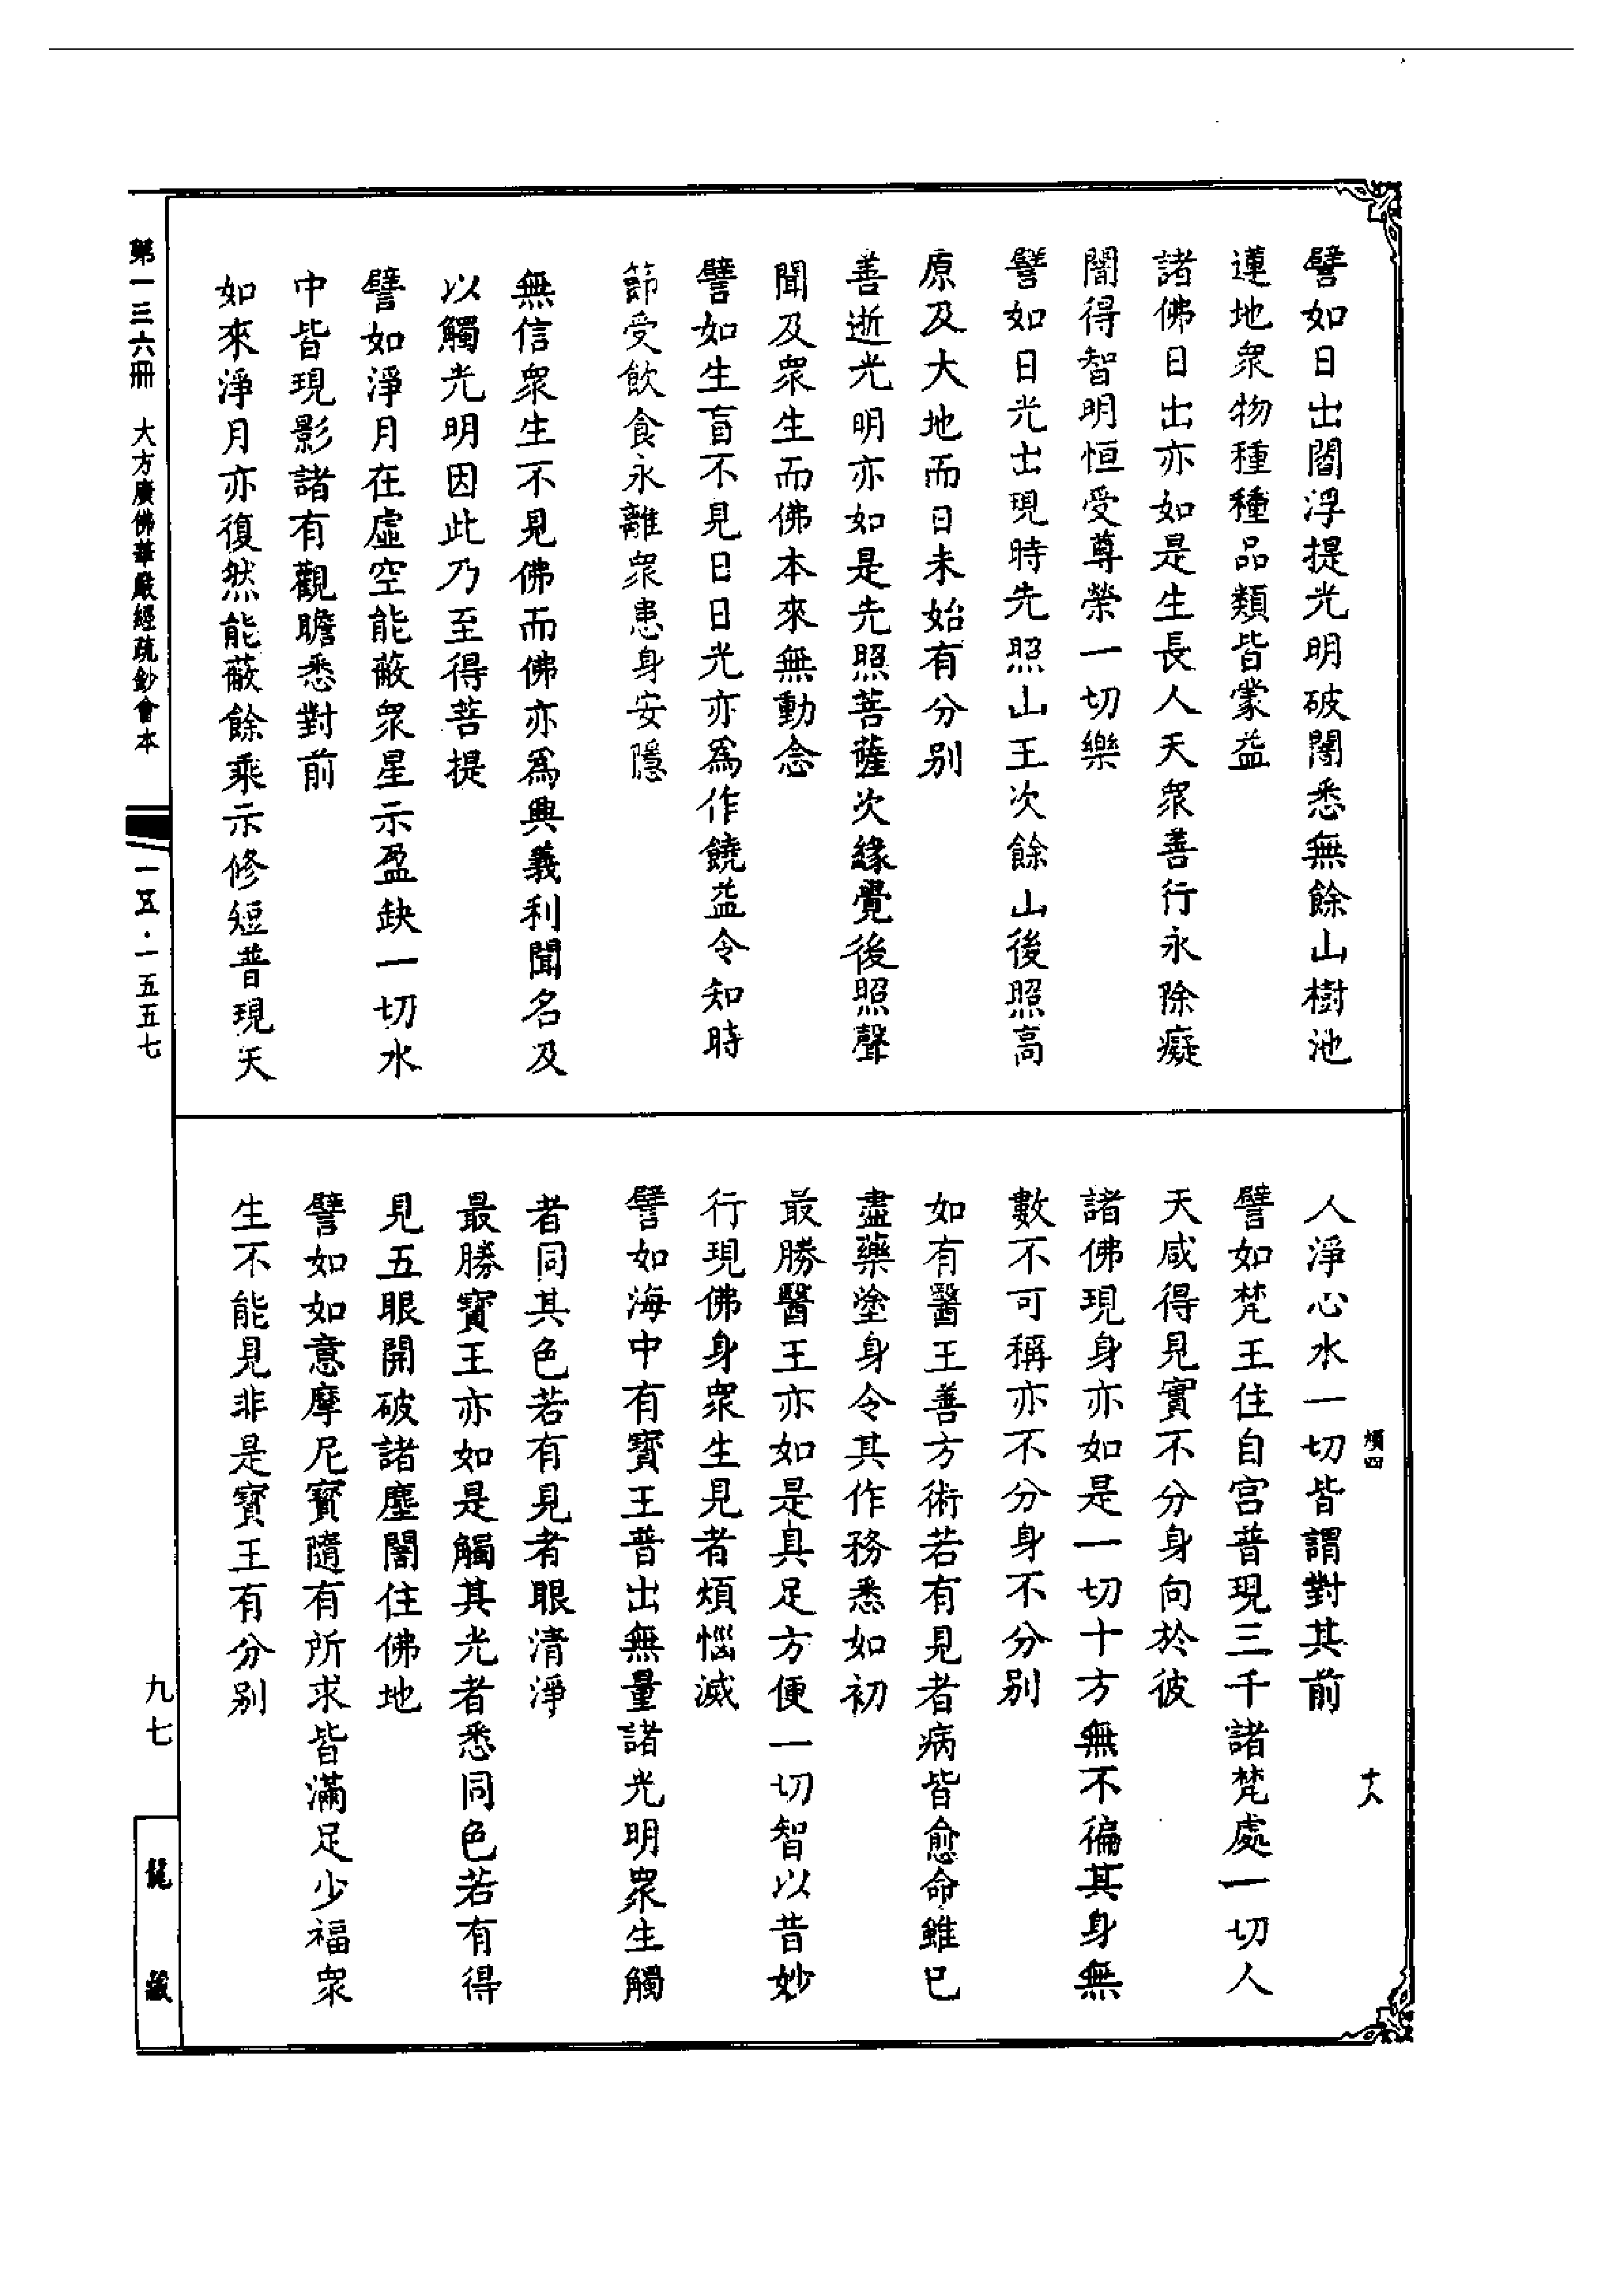 譬如日出閻浮提光明破闇悉無餘山樹池
蓮地衆物種種品類皆蒙益
諸佛日出亦如是生長人天衆善行永除癡
闇得智明恒受尊榮一切樂
譬如日光出現時先照山王次餘山後照高
原及大地而日未始有分別
善逝光明亦如是先照菩薩次緣覺後照聲
聞及衆生而佛本來無動念
譬如生盲不見日日光亦爲作饒益令知時
節受飲食永離衆患身安隱
無信衆生不見佛而佛亦爲興義利聞名及
以觸光明因此乃至得菩提
譬如淨月在虛空能蔽衆星示盈缺一切水
中皆現影諸有觀瞻悉對前
如來淨月亦復然能蔽餘乘示修短普現天
人淨心水一切皆謂對其前
譬如梵王住自宫普現三千諸梵處一切人
天咸得見實不分身向於彼
諸佛現身亦如是一切十方無不徧其身無
數不可稱亦不分身不分別
如有醫王善方術若有見者病皆愈命雖已
盡藥塗身令其作務悉如初
最勝醫王亦如是具足方便一切智以昔妙
行現佛身衆生見者煩惱滅
譬如海中有寳王普出無量諸光明衆生觸
者同其色若有見者眼清淨
最勝寳王亦如是觸其光者悉同色若有得
見五眼開破諸塵闇住佛地
譬如如意摩尼寳隨有所求皆滿足少福衆
生不能見非是寳王有分別
煩四
十八
第一三六冊 大方廣佛華嚴經疏鈔會本
一五·一五五七
九七
龍藏